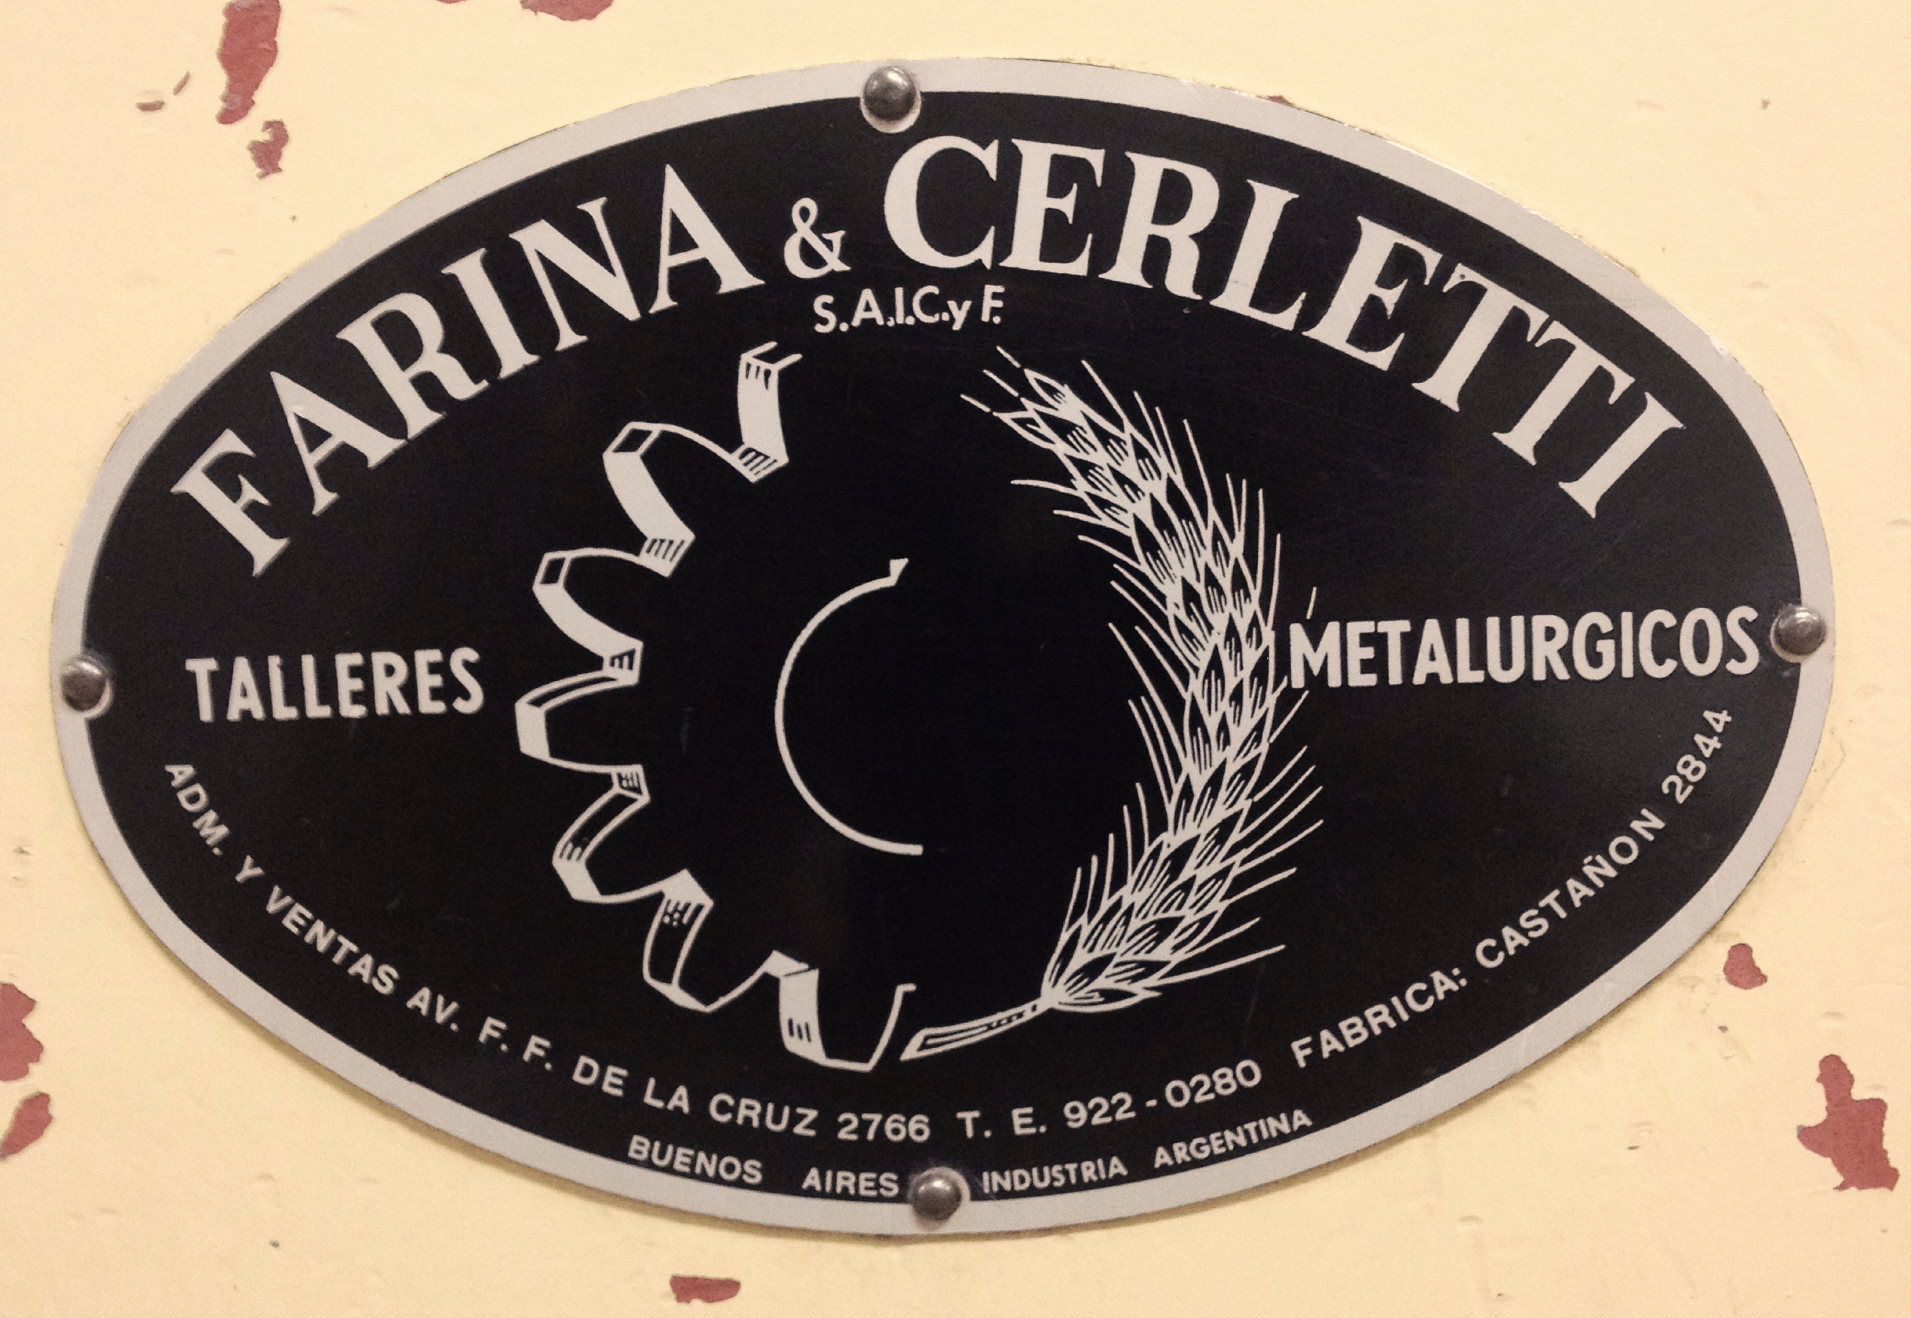 FARINA & CERLETTI
S.A.I.C.y F.
TALLERES METALURGICOS
ADM. Y VENTAS AV. F. F. DE LA CRUZ 2766 T. E. 922-0280 FABRICA: CASTAÑON 2844
BUENOS AIRES INDUSTRIA ARGENTINA